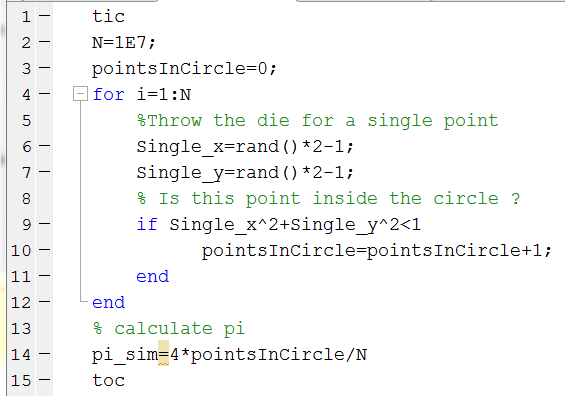 1 - tic
2 - N=1E7;
3 - pointsInCircle=0;
4 - for i=1:N
5 %Throw the die for a single point
6 - Single_x=rand()*2-1;
7 - Single_y=rand()*2-1;
8 % Is this point inside the circle ?
9 - if Single_x^2+Single_y^2<1
10 - pointsInCircle=pointsInCircle+1;
11 - end
12 - end
13 % calculate pi
14 - pi_sim=4*pointsInCircle/N
15 - toc